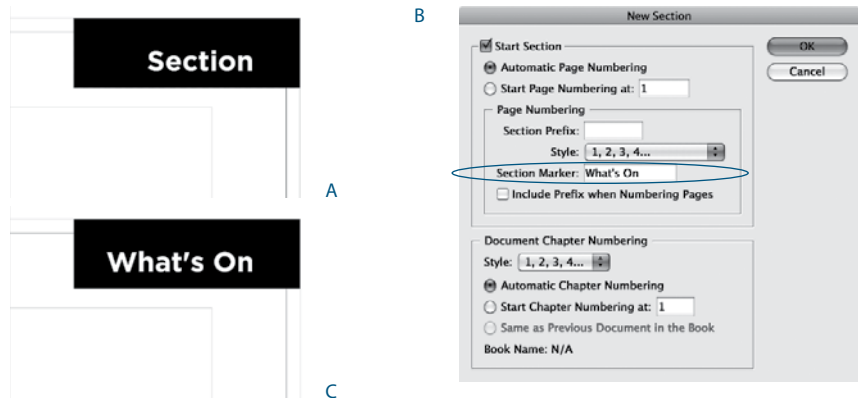 Section
A
What's On
C
B
New Section
Start Section
OK
Automatic Page Numbering
Cancel
Start Page Numbering at: 1
Page Numbering
Section Prefix:
Style: 1, 2, 3, 4...
Section Marker: What's On
Include Prefix when Numbering Pages
Document Chapter Numbering
Style: 1, 2, 3, 4...
Automatic Chapter Numbering
Start Chapter Numbering at: 1
Same as Previous Document in the Book
Book Name: N/A